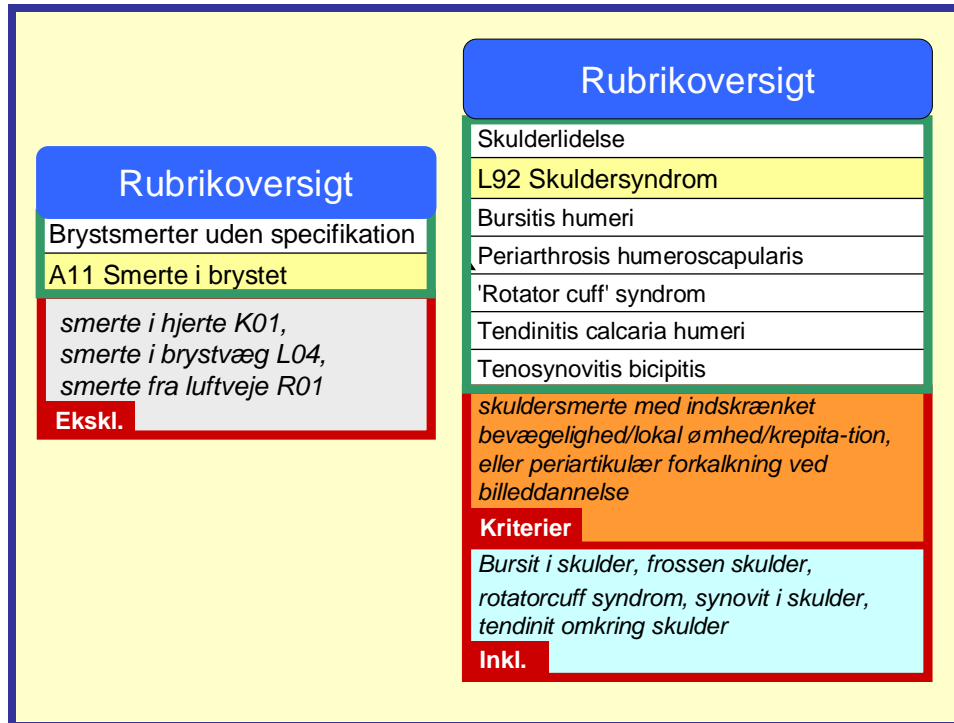 Rubrikoversigt
Brystsmerter uden specifikation
A11 Smerte i brystet
smerte i hjerte K01,
smerte i brystvæg L04,
smerte fra luftveje R01
Ekskl.
Rubrikoversigt
Skulderlidelse
L92 Skuldersyndrom
Bursitis humeri
Periarthrosis humeroscapularis
'Rotator cuff' syndrom
Tendinitis calcaria humeri
Tenosynovitis bicipitis
skuldersmerte med indskrænket
bevægelighed/lokal ømhed/krepita-tion,
eller periartikulær forkalkning ved
billeddannelse
Kriterier
Bursit i skulder, frossen skulder,
rotatorcuff syndrom, synovit i skulder,
tendinit omkring skulder
Inkl.